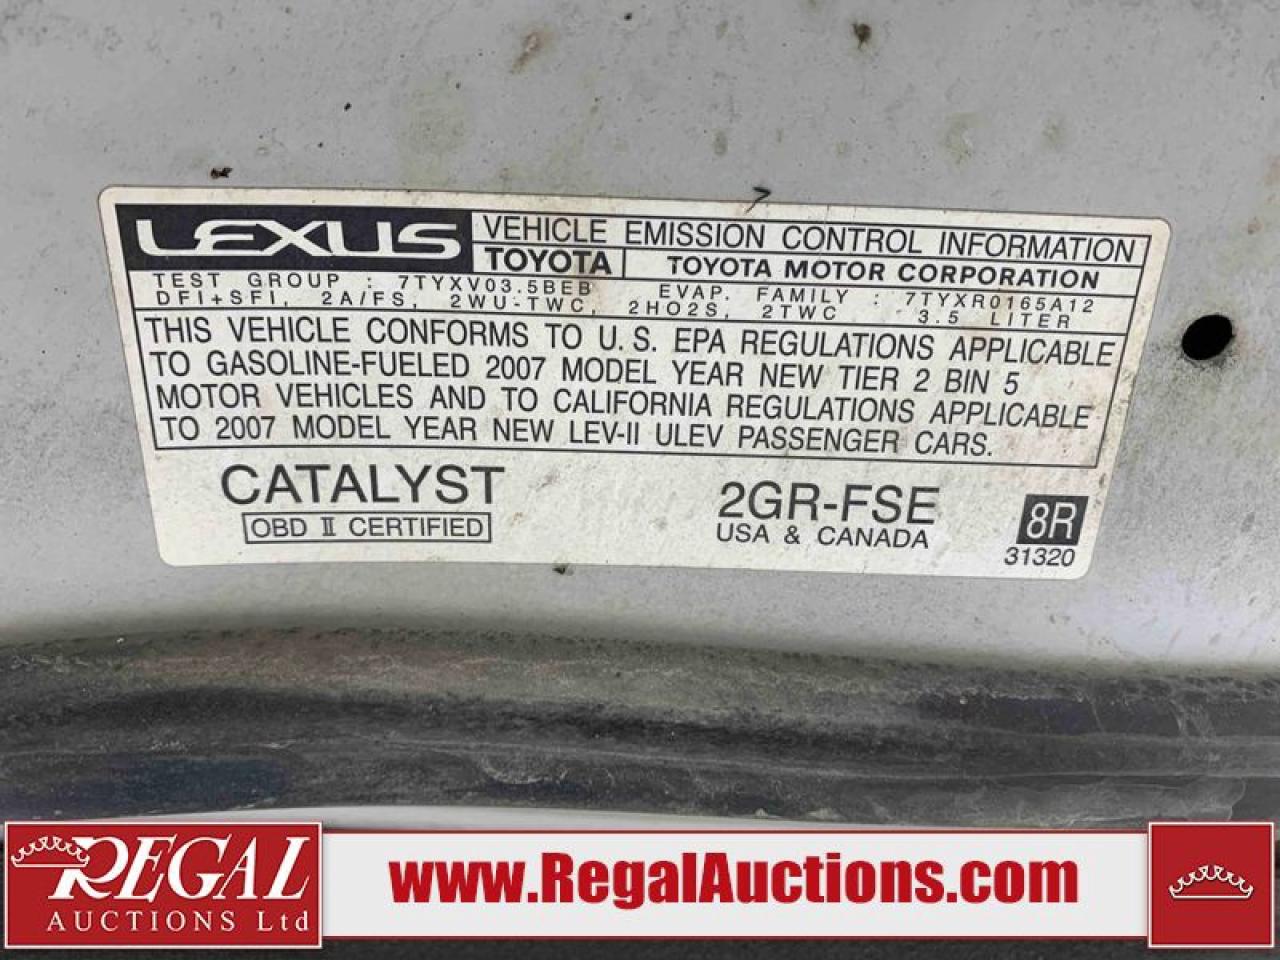 LEXUS VEHICLE EMISSION CONTROL INFORMATION
TOYOTA TOYOTA MOTOR CORPORATION
TEST GROUP : 7TYXV03.5BEB EVAP. FAMILY : 7TYXR0165A12
DFI+SFI, 2A/FS, 2WU-TWC, 2HO2S, 2TWC 3.5 LITER
THIS VEHICLE CONFORMS TO U.S. EPA REGULATIONS APPLICABLE
TO GASOLINE-FUELED 2007 MODEL YEAR NEW TIER 2 BIN 5
MOTOR VEHICLES AND TO CALIFORNIA REGULATIONS APPLICABLE
TO 2007 MODEL YEAR NEW LEV-II ULEV PASSENGER CARS.
CATALYST
OBD II CERTIFIED
2GR-FSE
USA & CANADA
8R
31320
REGAL
AUCTIONS Ltd
www.RegalAuctions.com